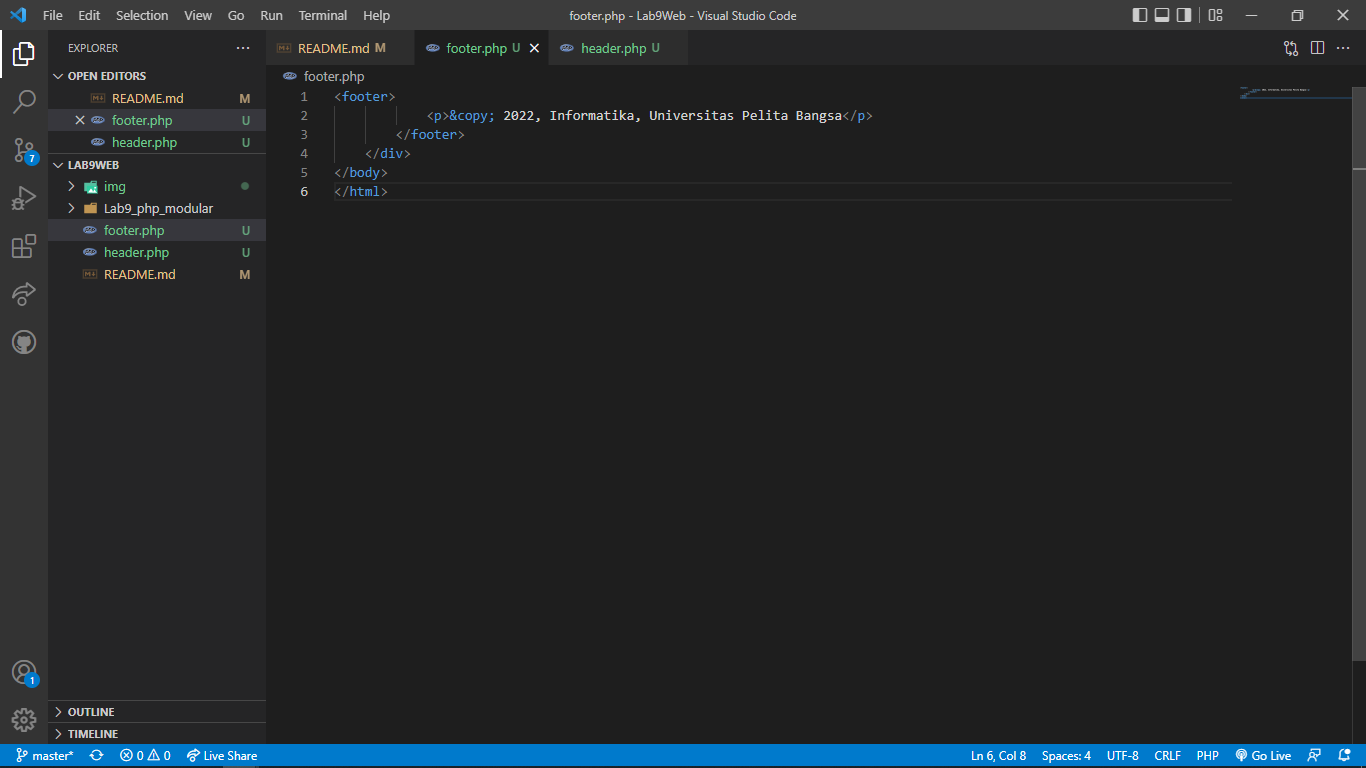 File Edit Selection View Go Run Terminal Help footer.php - Lab9Web - Visual Studio Code
EXPLORER
OPEN EDITORS
README.md M
footer.php U
header.php U
LAB9WEB
img
Lab9_php_modular
footer.php U
header.php U
README.md M
OUTLINE
TIMELINE
7
1
README.md M footer.php U header.php U
footer.php
1 <footer>
2 <p>&copy; 2022, Informatika, Universitas Pelita Bangsa</p>
3 </footer>
4 </div>
5 </body>
6 </html>
master* 0 0 Live Share Ln 6, Col 8 Spaces: 4 UTF-8 CRLF PHP Go Live